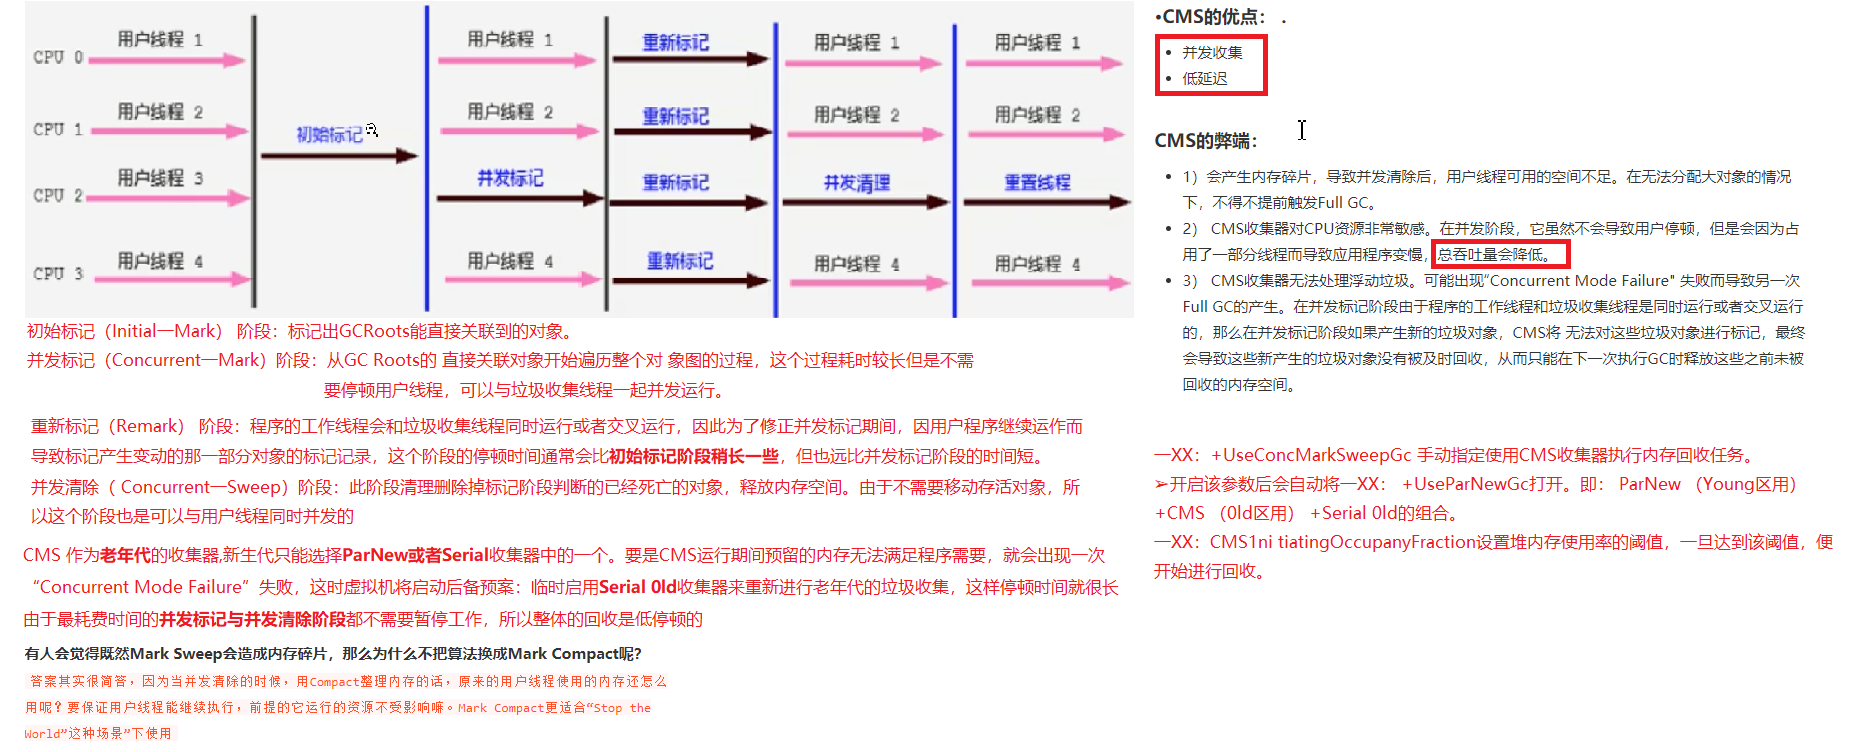 用户线程 1
用户线程 1
重新标记
用户线程 1
用户线程 1
CPU 0
用户线程 2
用户线程 2
重新标记
用户线程 2
用户线程 2
CPU 1
初始标记
用户线程 3
并发标记
重新标记
并发清理
重置线程
CPU 2
用户线程 4
用户线程 4
重新标记
用户线程 4
用户线程 4
CPU 3
初始标记（Initial一Mark） 阶段：标记出GCRoots能直接关联到的对象。
并发标记（Concurrent一Mark）阶段：从GC Roots的 直接关联对象开始遍历整个对 象图的过程，这个过程耗时较长但是不需
要停顿用户线程，可以与垃圾收集线程一起并发运行。
重新标记（Remark） 阶段：程序的工作线程会和垃圾收集线程同时运行或者交叉运行，因此为了修正并发标记期间，因用户程序继续运作而
导致标记产生变动的那一部分对象的标记记录，这个阶段的停顿时间通常会比初始标记阶段稍长一些，但也远比并发标记阶段的时间短。
并发清除（ Concurrent一Sweep）阶段：此阶段清理删除掉标记阶段判断的已经死亡的对象，释放内存空间。由于不需要移动存活对象，所
以这个阶段也是可以与用户线程同时并发的
CMS 作为老年代的收集器,新生代只能选择ParNew或者Serial收集器中的一个。要是CMS运行期间预留的内存无法满足程序需要，就会出现一次
“Concurrent Mode Failure” 失败，这时虚拟机将启动后备预案：临时启用Serial 0ld收集器来重新进行老年代的垃圾收集，这样停顿时间就很长
由于最耗费时间的并发标记与并发清除阶段都不需要暂停工作，所以整体的回收是低停顿的
有人会觉得既然Mark Sweep会造成内存碎片，那么为什么不把算法换成Mark Compact呢？
答案其实很简答，因为当并发清除的时候，用Compact整理内存的话，原来的用户线程使用的内存还怎么
用呢？要保证用户线程能继续执行，前提的它运行的资源不受影响嘛。Mark Compact更适合“Stop the
World”这种场景”下使用
•CMS的优点： .
• 并发收集
• 低延迟
CMS的弊端：
• 1）会产生内存碎片，导致并发清除后，用户线程可用的空间不足。在无法分配大对象的情况
下，不得不提前触发Full GC。
• 2） CMS收集器对CPU资源非常敏感。在并发阶段，它虽然不会导致用户停顿，但是会因为占
用了一部分线程而导致应用程序变慢，总吞吐量会降低。
• 3） CMS收集器无法处理浮动垃圾。可能出现“Concurrent Mode Failure" 失败而导致另一次
Full GC的产生。在并发标记阶段由于程序的工作线程和垃圾收集线程是同时运行或者交叉运行
的，那么在并发标记阶段如果产生新的垃圾对象，CMS将 无法对这些垃圾对象进行标记，最终
会导致这些新产生的垃圾对象没有被及时回收，从而只能在下一次执行GC时释放这些之前未被
回收的内存空间。
一XX：+UseConcMarkSweepGc 手动指定使用CMS收集器执行内存回收任务。
➢开启该参数后会自动将一XX： +UseParNewGc打开。即： ParNew （Young区用）
+CMS （0ld区用） +Serial 0ld的组合。
一XX：CMS1ni tiatingOccupanyFraction设置堆内存使用率的阈值，一旦达到该阈值，便
开始进行回收。